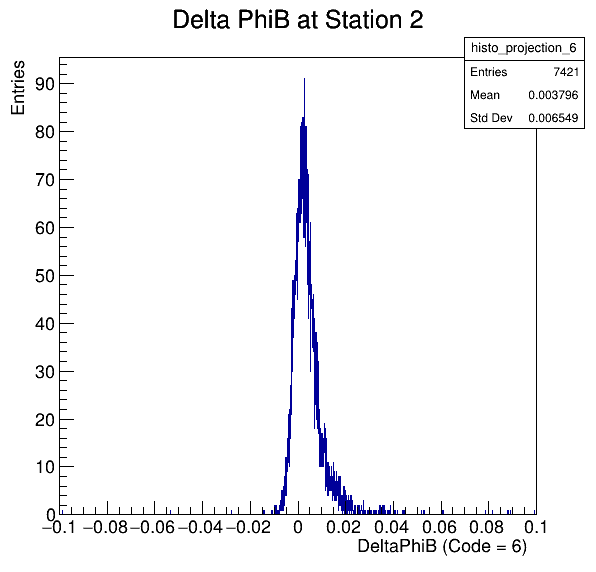 Delta PhiB at Station 2
histo_projection_6
Entries 7421
Mean 0.003796
Std Dev 0.006549
Entries
90
80
70
60
50
40
30
20
10
0
−0.1 −0.08 −0.06 −0.04 −0.02 0 0.02 0.04 0.06 0.08 0.1
DeltaPhiB (Code = 6)